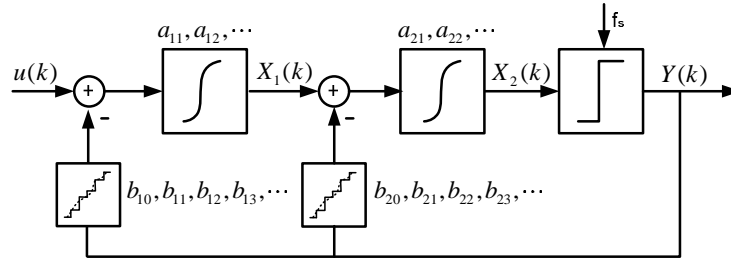 a₁₁, a₁₂, ⋯
a₂₁, a₂₂, ⋯
fₛ
u(k)
+
−
X₁(k)
+
−
X₂(k)
Y(k)
b₁₀, b₁₁, b₁₂, b₁₃, ⋯
b₂₀, b₂₁, b₂₂, b₂₃, ⋯